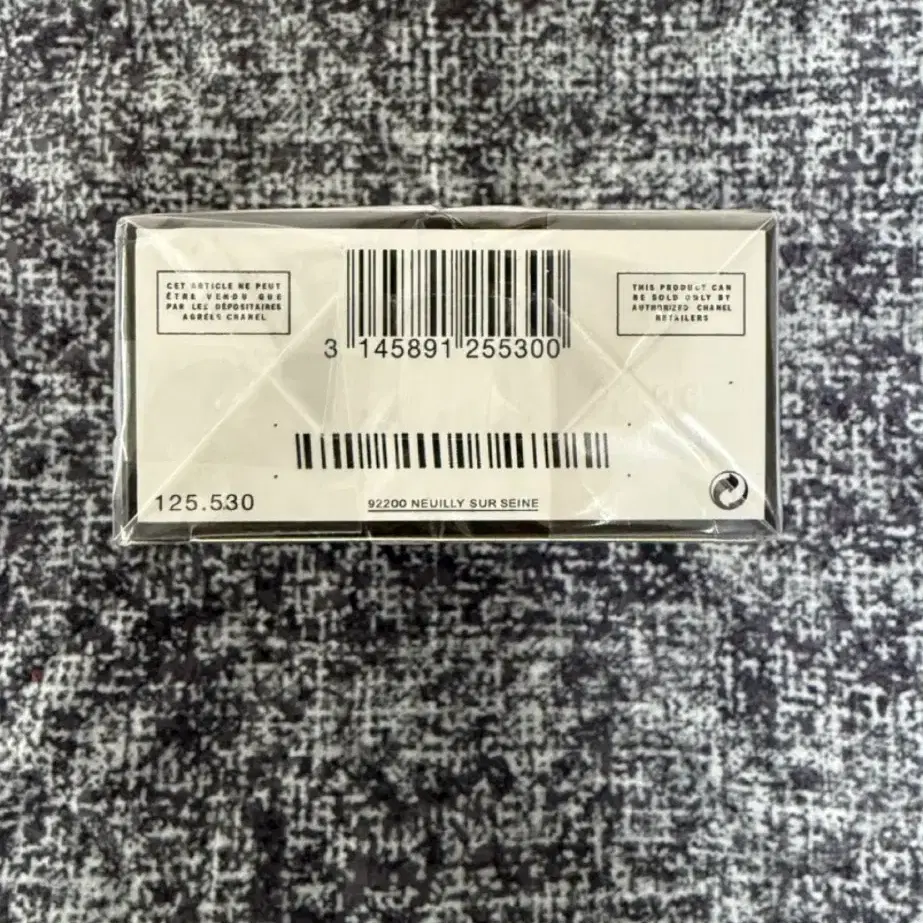 CET ARTICLE NE PEUT
ÊTRE VENDU QUE
PAR LES DÉPOSITAIRES
AGRÉÉS CHANEL
3 145891 255300
THIS PRODUCT CAN
BE SOLD ONLY BY
AUTHORIZED CHANEL
RETAILERS
125.530
92200 NEUILLY SUR SEINE